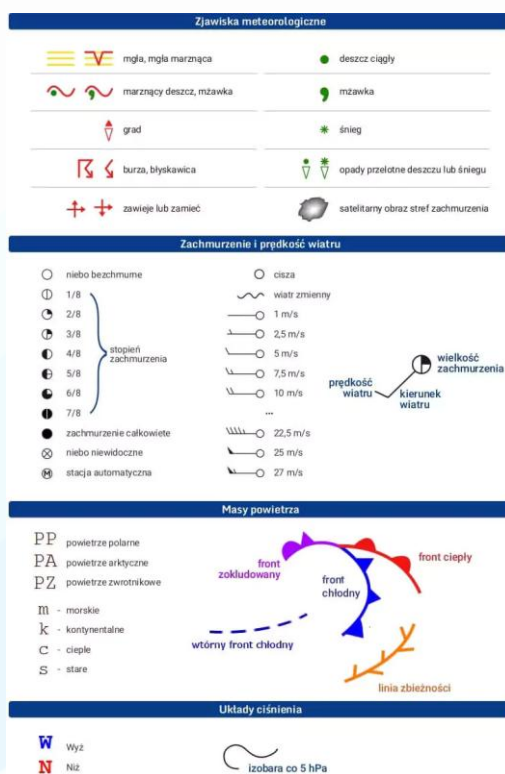 Zjawiska meteorologiczne
mgła, mgła marznąca
deszcz ciągły
marznący deszcz, mżawka
mżawka
grad
śnieg
burza, błyskawica
opady przelotne deszczu lub śniegu
zawieje lub zamieć
satelitarny obraz stref zachmurzenia
Zachmurzenie i prędkość wiatru
niebo bezchmurne
1/8
2/8
3/8
4/8
5/8
6/8
7/8
stopień
zachmurzenia
zachmurzenie całkowiete
niebo niewidoczne
M stacja automatyczna
cisza
wiatr zmienny
1 m/s
2,5 m/s
5 m/s
7,5 m/s
10 m/s
...
22,5 m/s
25 m/s
27 m/s
wielkość
zachmurzenia
prędkość
wiatru
kierunek
wiatru
Masy powietrza
PP powietrze polarne
PA powietrze arktyczne
PZ powietrze zwrotnikowe
m - morskie
k - kontynentalne
c - ciepłe
s - stare
front
zokludowany
front ciepły
front
chłodny
wtórny front chłodny
linia zbieżności
Układy ciśnienia
W Wyż
N Niż
izobara co 5 hPa